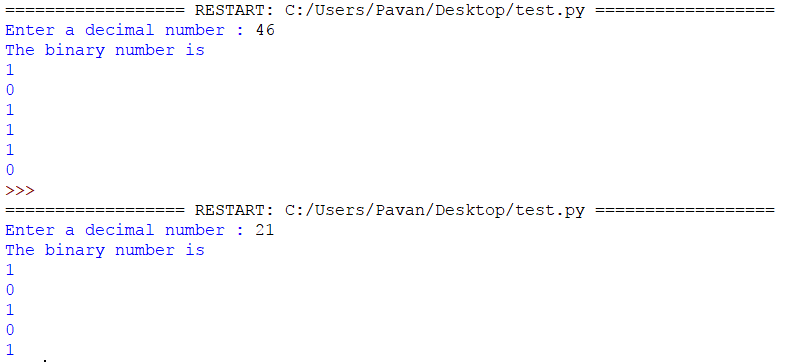 ================== RESTART: C:/Users/Pavan/Desktop/test.py ==================
Enter a decimal number : 46
The binary number is
1
0
1
1
1
0
>>>
================== RESTART: C:/Users/Pavan/Desktop/test.py ==================
Enter a decimal number : 21
The binary number is
1
0
1
0
1